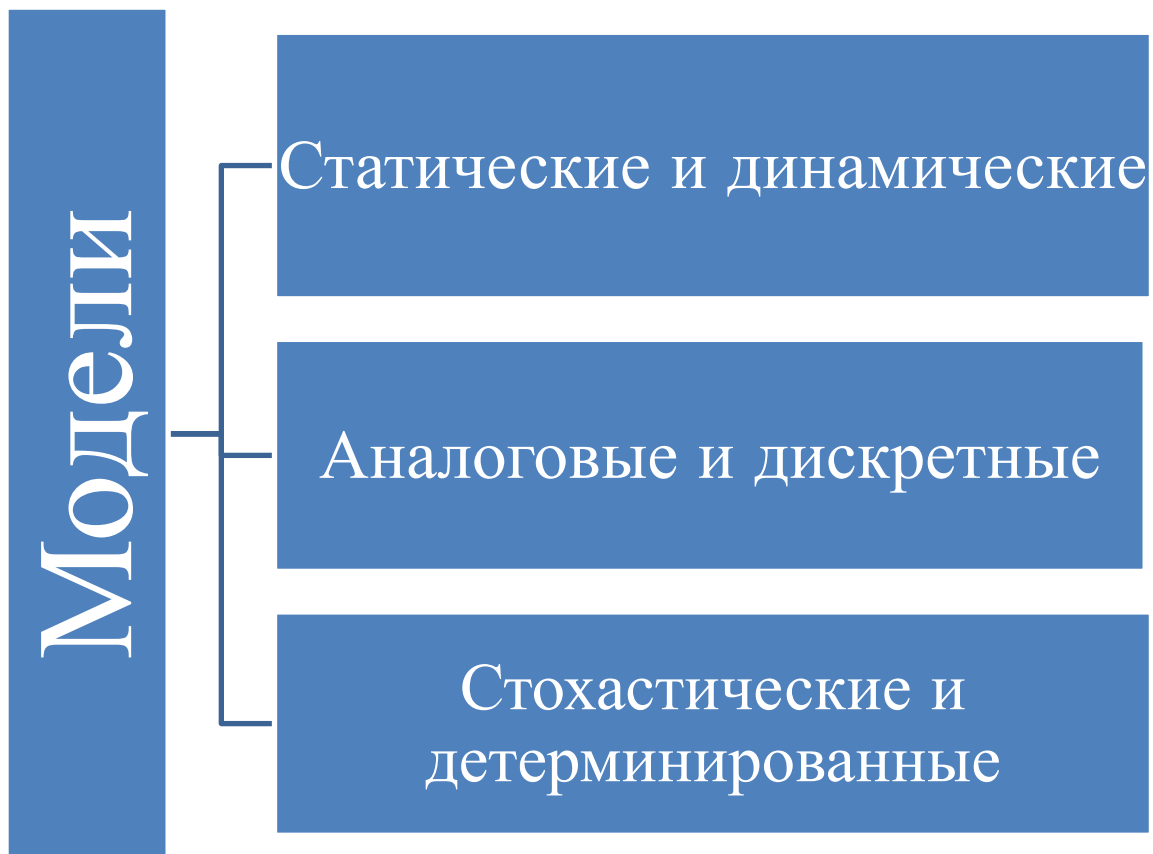 Модели
Статические и динамические
Аналоговые и дискретные
Стохастические и
детерминированные